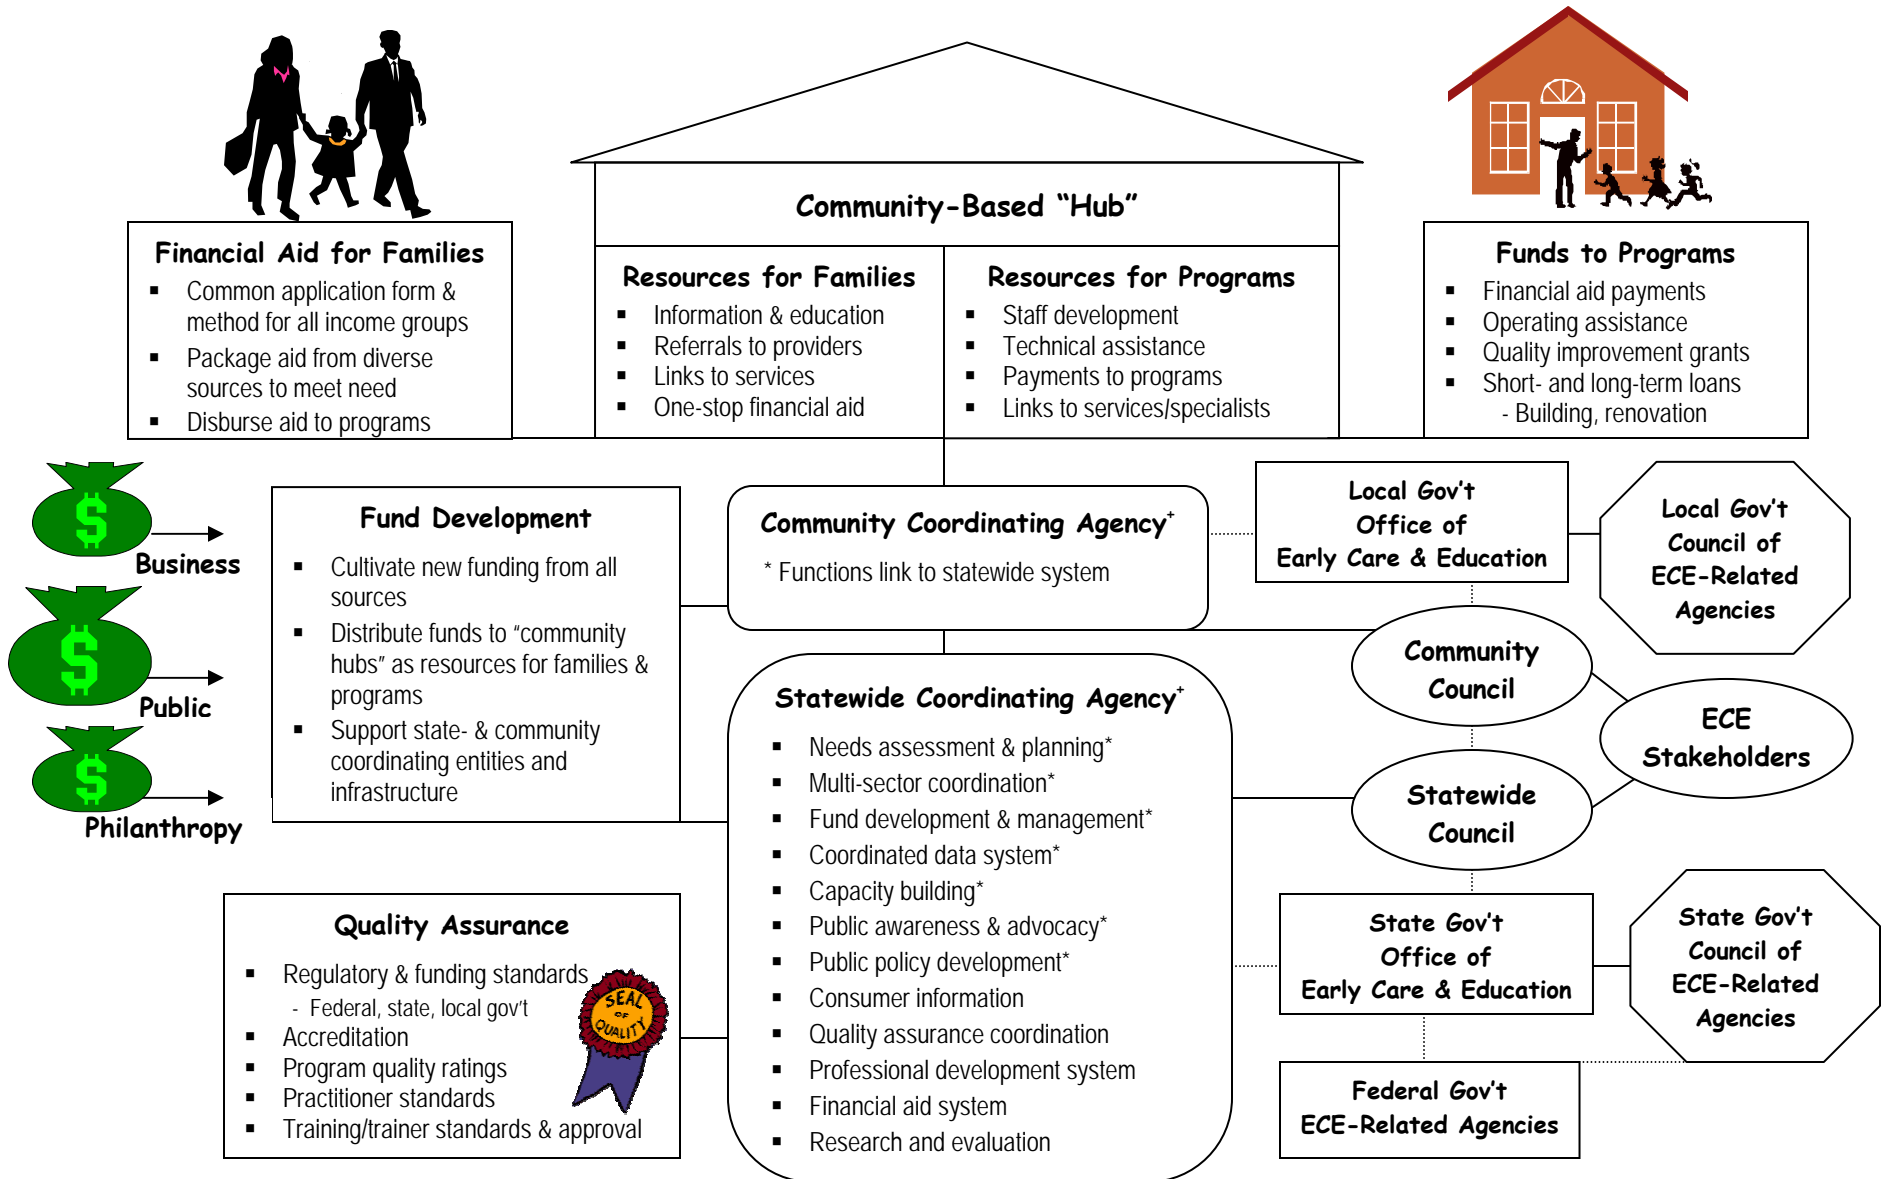 Community-Based “Hub”
Financial Aid for Families
▪ Common application form &
method for all income groups
▪ Package aid from diverse
sources to meet need
▪ Disburse aid to programs
Resources for Families
▪ Information & education
▪ Referrals to providers
▪ Links to services
▪ One-stop financial aid
Resources for Programs
▪ Staff development
▪ Technical assistance
▪ Payments to programs
▪ Links to services/specialists
Funds to Programs
▪ Financial aid payments
▪ Operating assistance
▪ Quality improvement grants
▪ Short- and long-term loans
- Building, renovation
$
Business
$
Public
$
Philanthropy
Fund Development
▪ Cultivate new funding from all
sources
▪ Distribute funds to “community
hubs” as resources for families &
programs
▪ Support state- & community
coordinating entities and
infrastructure
Community Coordinating Agency+
* Functions link to statewide system
Local Gov’t
Office of
Early Care & Education
Local Gov’t
Council of
ECE-Related
Agencies
Community
Council
ECE
Stakeholders
Statewide
Council
Statewide Coordinating Agency+
▪ Needs assessment & planning*
▪ Multi-sector coordination*
▪ Fund development & management*
▪ Coordinated data system*
▪ Capacity building*
▪ Public awareness & advocacy*
▪ Public policy development*
▪ Consumer information
▪ Quality assurance coordination
▪ Professional development system
▪ Financial aid system
▪ Research and evaluation
Quality Assurance
▪ Regulatory & funding standards
- Federal, state, local gov’t
▪ Accreditation
▪ Program quality ratings
▪ Practitioner standards
▪ Training/trainer standards & approval
SEAL
OF
QUALITY
State Gov’t
Office of
Early Care & Education
State Gov’t
Council of
ECE-Related
Agencies
Federal Gov’t
ECE-Related Agencies